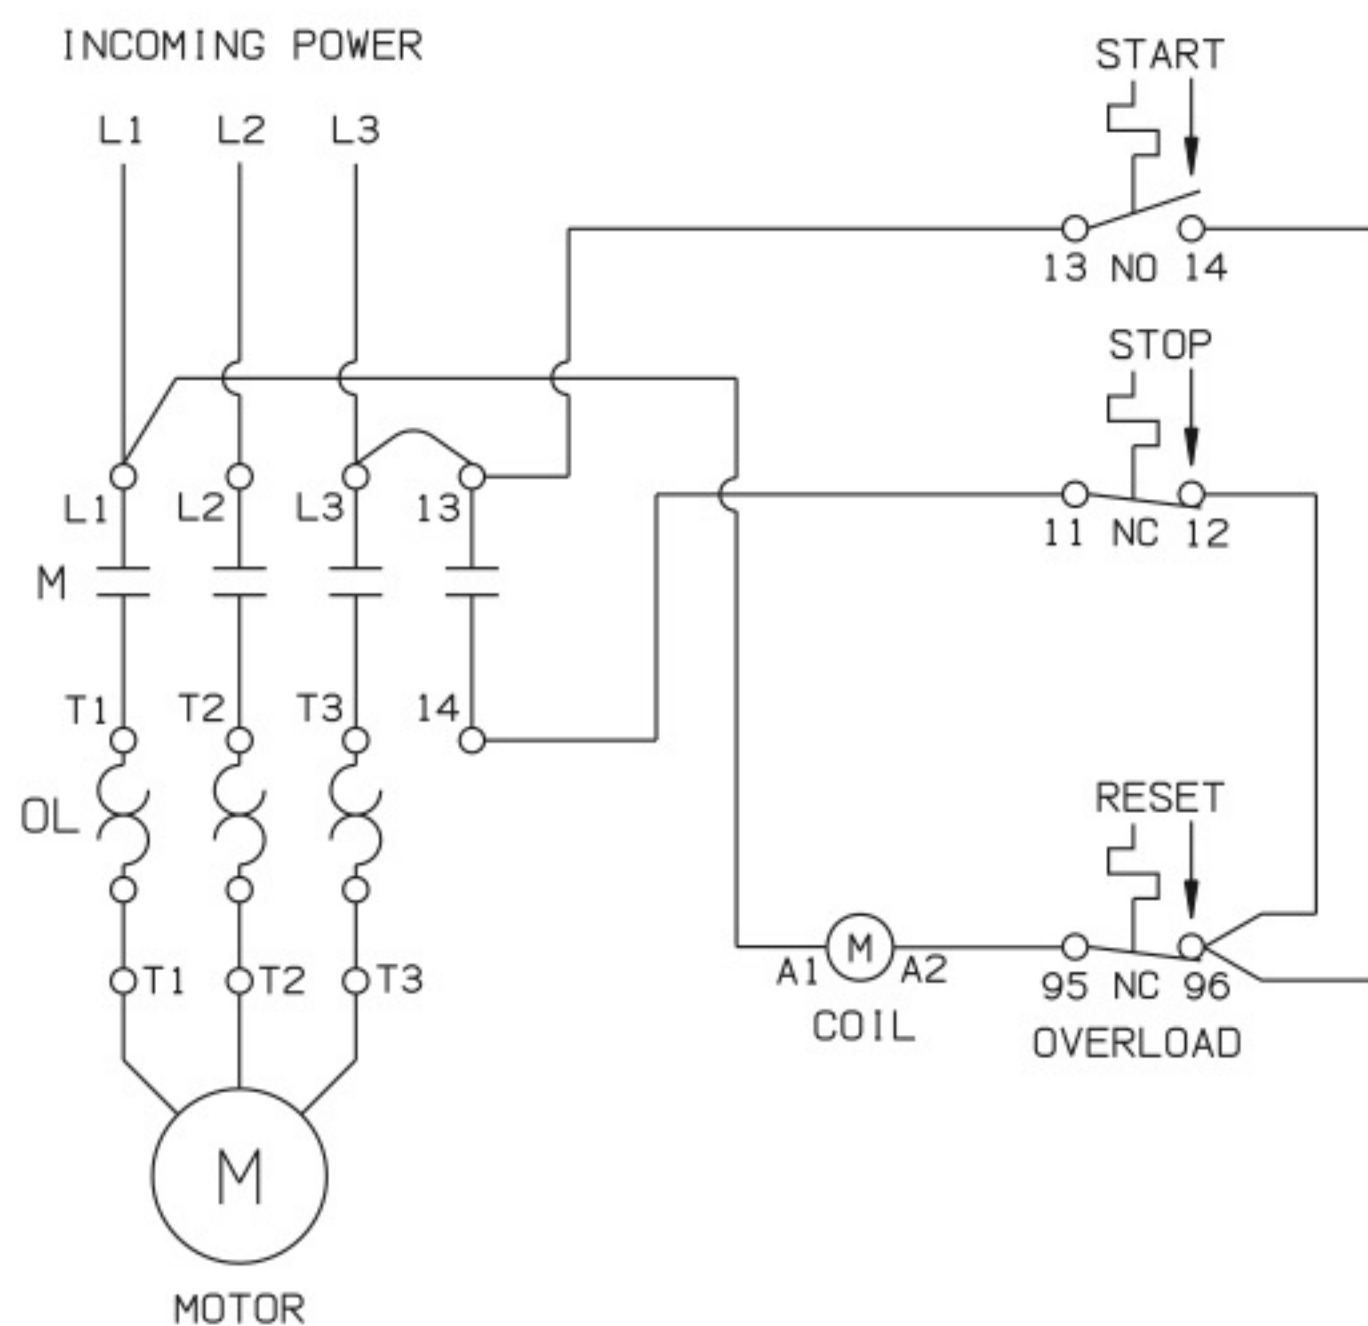 INCOMING POWER
L1 L2 L3
START
13 NO 14
STOP
11 NC 12
L1 L2 L3 13
M
T1 T2 T3 14
OL
RESET
T1 T2 T3
A1 M A2
COIL
95 NC 96
OVERLOAD
M
MOTOR